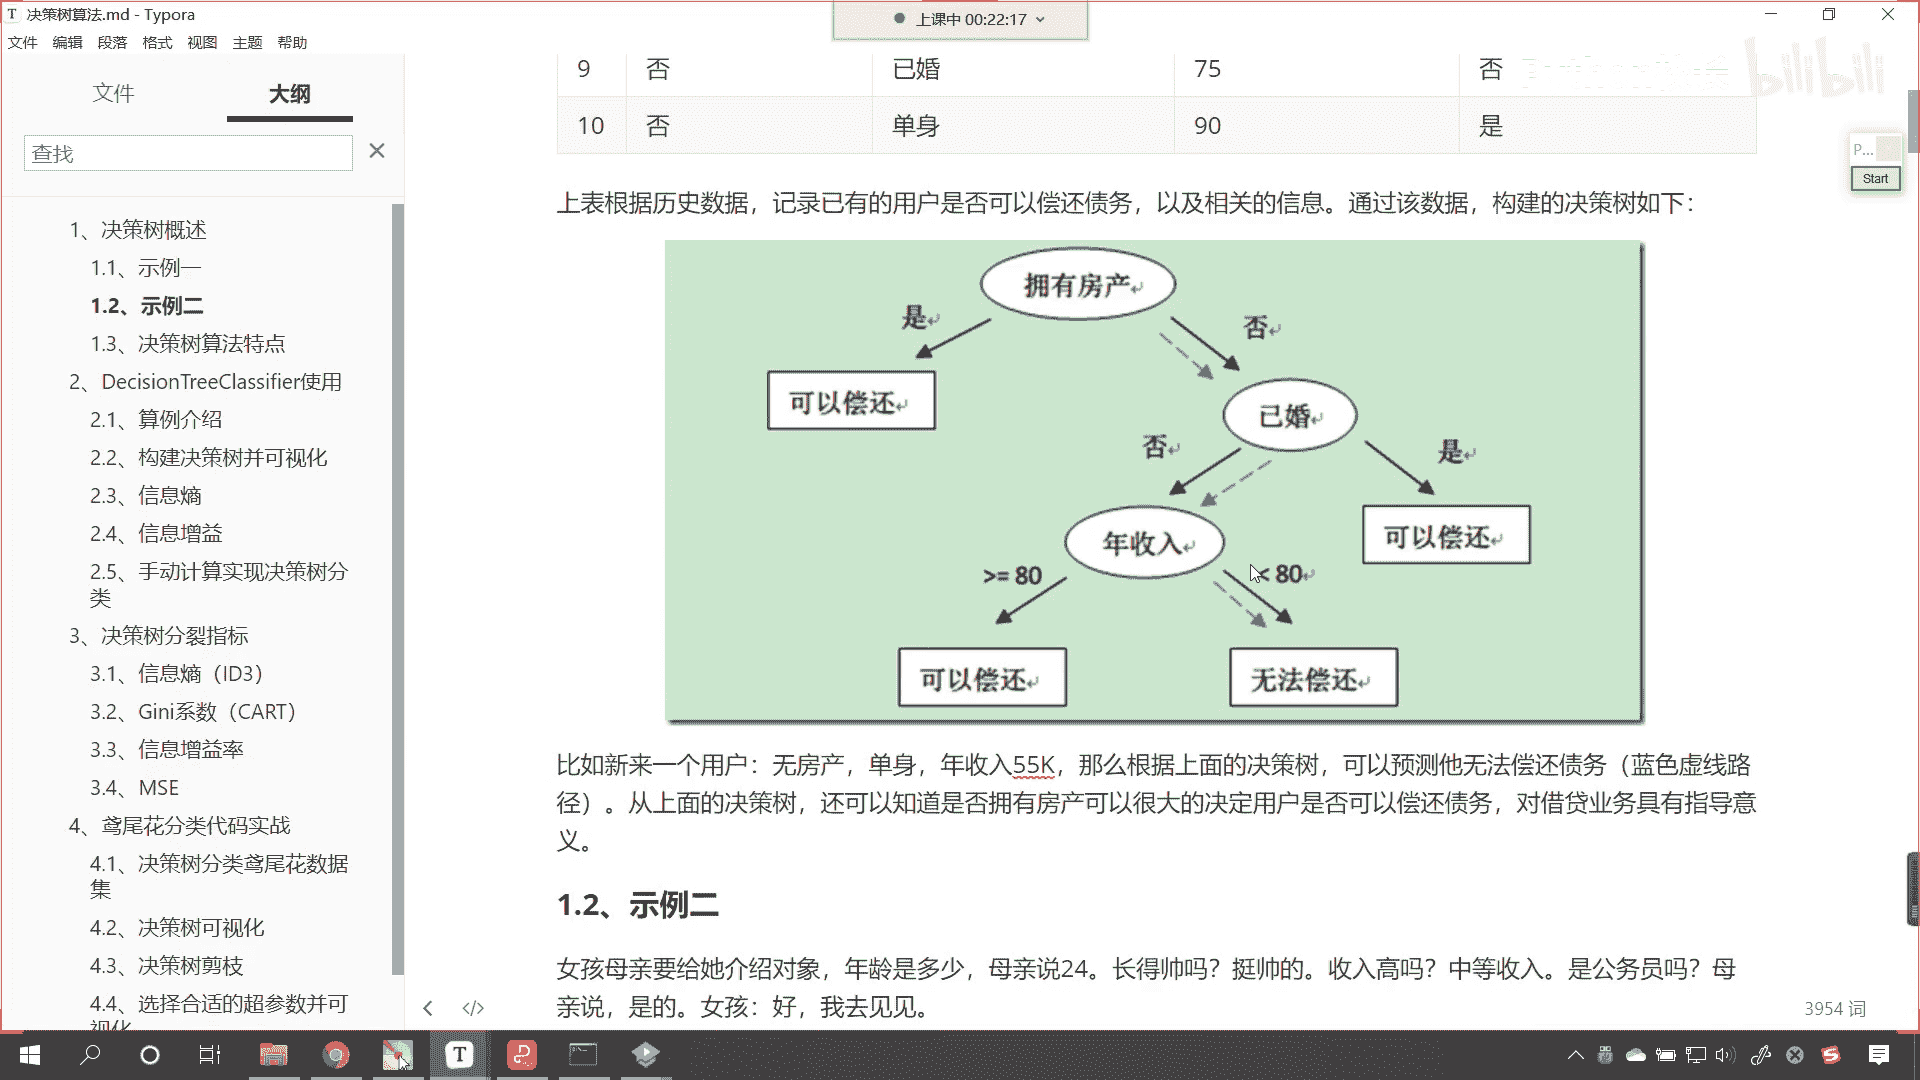 决策树算法.md - Typora
上课中 00:22:17
文件 编辑 段落 格式 视图 主题 帮助
文件 大纲
查找
1、决策树概述
1.1、示例一
1.2、示例二
1.3、决策树算法特点
2、DecisionTreeClassifier使用
2.1、算例介绍
2.2、构建决策树并可视化
2.3、信息熵
2.4、信息增益
2.5、手动计算实现决策树分
类
3、决策树分裂指标
3.1、信息熵（ID3）
3.2、Gini系数（CART）
3.3、信息增益率
3.4、MSE
4、鸢尾花分类代码实战
4.1、决策树分类鸢尾花数据
集
4.2、决策树可视化
4.3、决策树剪枝
4.4、选择合适的超参数并可
视化
9 否 已婚 75 否
10 否 单身 90 是
bilibili
P...
Start
上表根据历史数据，记录已有的用户是否可以偿还债务，以及相关的信息。通过该数据，构建的决策树如下：
拥有房产
是
否
可以偿还
已婚
否
是
年收入
可以偿还
>= 80
< 80
可以偿还
无法偿还
比如新来一个用户：无房产，单身，年收入55K，那么根据上面的决策树，可以预测他无法偿还债务（蓝色虚线路
径）。从上面的决策树，还可以知道是否拥有房产可以很大的决定用户是否可以偿还债务，对借贷业务具有指导意
义。
1.2、示例二
女孩母亲要给她介绍对象，年龄是多少，母亲说24。长得帅吗？挺帅的。收入高吗？中等收入。是公务员吗？母
亲说，是的。女孩：好，我去见见。
3954 词